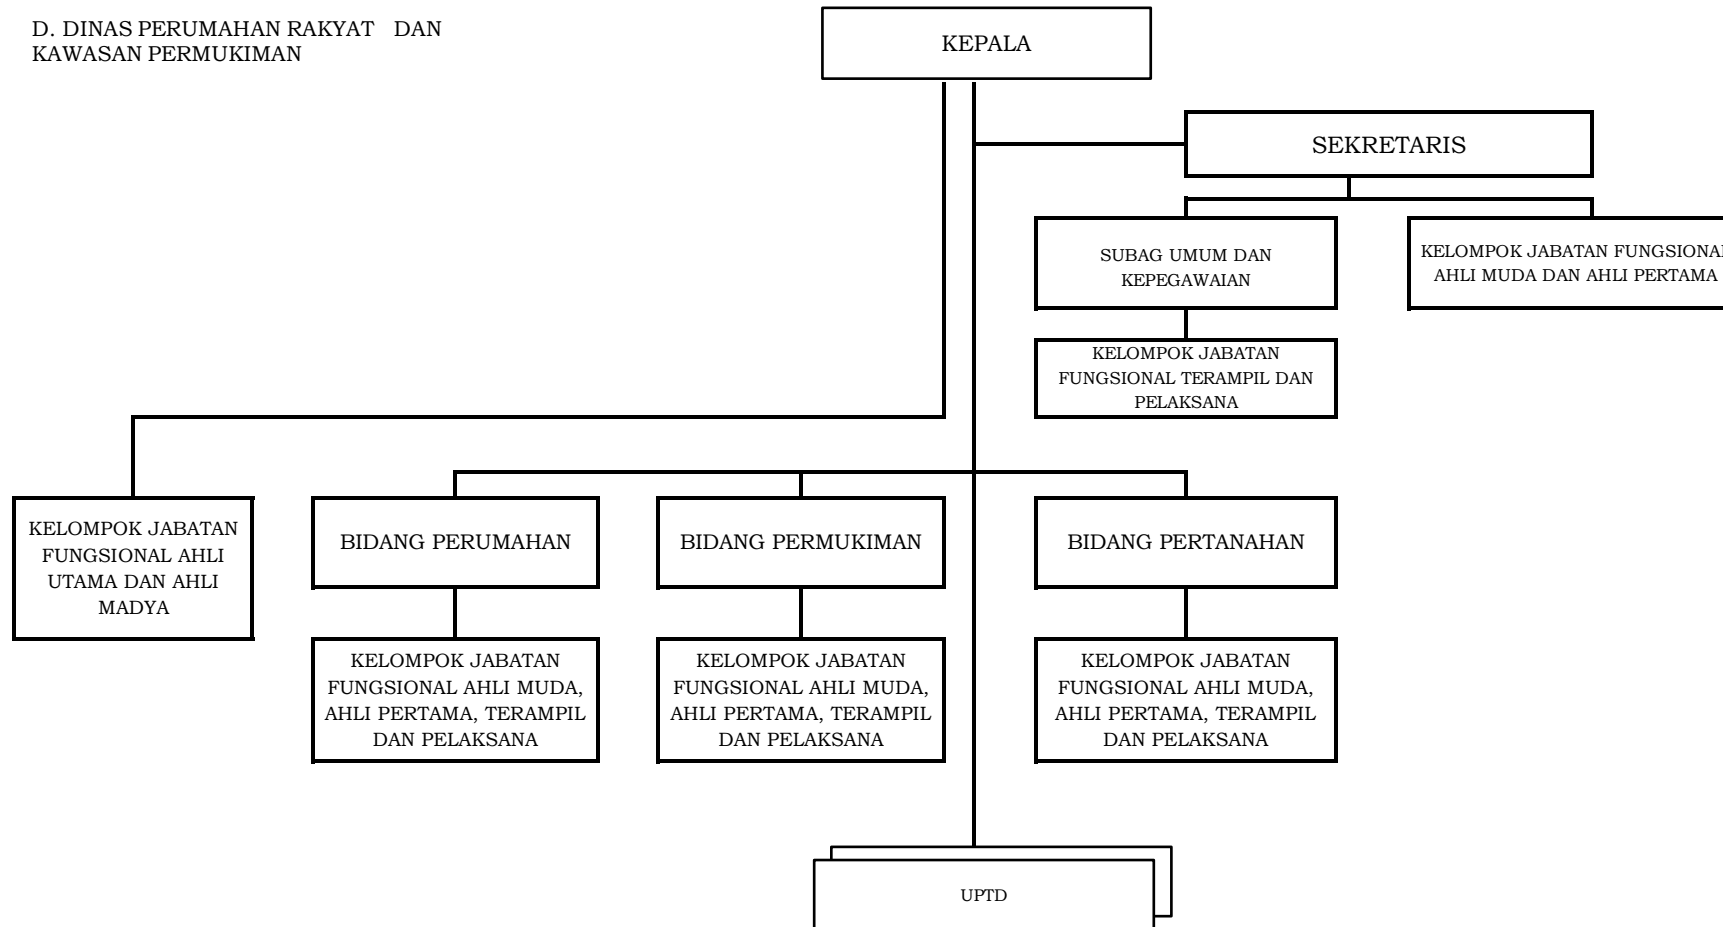 D. DINAS PERUMAHAN RAKYAT DAN
KAWASAN PERMUKIMAN
KEPALA
SEKRETARIS
SUBAG UMUM DAN
KEPEGAWAIAN
KELOMPOK JABATAN FUNGSIONAL
AHLI MUDA DAN AHLI PERTAMA
KELOMPOK JABATAN
FUNGSIONAL TERAMPIL DAN
PELAKSANA
KELOMPOK JABATAN
FUNGSIONAL AHLI
UTAMA DAN AHLI
MADYA
BIDANG PERUMAHAN
BIDANG PERMUKIMAN
BIDANG PERTANAHAN
KELOMPOK JABATAN
FUNGSIONAL AHLI MUDA,
AHLI PERTAMA, TERAMPIL
DAN PELAKSANA
KELOMPOK JABATAN
FUNGSIONAL AHLI MUDA,
AHLI PERTAMA, TERAMPIL
DAN PELAKSANA
KELOMPOK JABATAN
FUNGSIONAL AHLI MUDA,
AHLI PERTAMA, TERAMPIL
DAN PELAKSANA
UPTD